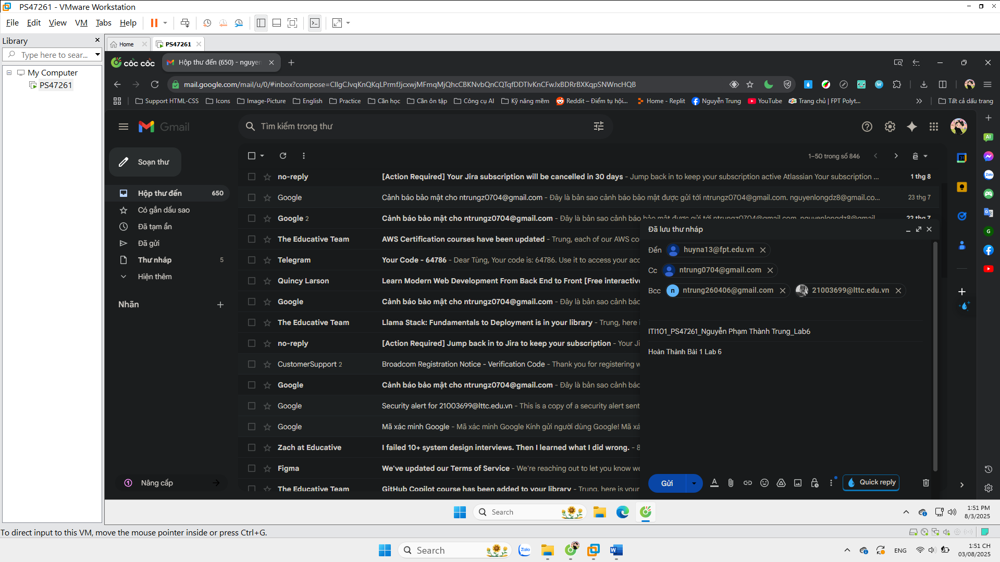 PS47261 - VMware Workstation
File Edit View VM Tabs Help
Library
Type here to sear...
My Computer
PS47261
Home
PS47261
cốc cốc
Hộp thư đến (650) - nguyen
mail.google.com/mail/u/0/#inbox?compose=CllgCJvqKnQKqLPrmfJjcxwjMFmqMjQhcCBKNvbQnCQTqfDDTlvKnCFwJxBDRrBXKqpSNWncHQB
Support HTML-CSS Icons Image-Picture English Practice Cần học Cần ôn tập Công cụ AI Kỹ năng mềm Reddit – Điểm tụ hội... Home - Replit Nguyễn Trung YouTube Trang chủ | FPT Polyt... Tất cả dấu trang
Gmail
Tìm kiếm trong thư
Soạn thư
1–50 trong số 846
Hộp thư đến 650
Có gắn dấu sao
Đã tạm ẩn
Đã gửi
Thư nháp 5
Hiện thêm
Nhãn
Nâng cấp
no-reply [Action Required] Your Jira subscription will be cancelled in 30 days - Jump back in to keep your subscription active Atlassian Your subscription ... 1 thg 8
Google Cảnh báo bảo mật cho ntrungz0704@gmail.com - Đây là bản sao cảnh báo bảo mật được gửi tới ntrungz0704@gmail.com. nguyenlongdz8@gmail.co... 23 thg 7
Google 2 Cảnh báo bảo mật cho ntrungz0704@gmail.com - Đây là bản sao cảnh báo bảo mật được gửi tới ntrungz0704@gmail.com. nguyenlongdz8@gmail 22 thg 7
The Educative Team AWS Certification courses have been updated - Trung, each of our AWS co
Telegram Your Code - 64786 - Dear Tùng, Your code is: 64786. Use it to access your acc
Quincy Larson Learn Modern Web Development From Back End to Front [Free interactive
Google Cảnh báo bảo mật cho ntrungz0704@gmail.com - Đây là bản sao cảnh báo
The Educative Team Llama Stack: Fundamentals to Deployment is in your library - Trung, here i
no-reply [Action Required] Jump back in to Jira to keep your subscription - Your Ji
CustomerSupport 2 Broadcom Registration Notice - Verification Code - Thank you for registering w
Google Cảnh báo bảo mật cho ntrungz0704@gmail.com - Đây là bản sao cảnh báo
Google Security alert for 21003699@lttc.edu.vn - This is a copy of a security alert sent
Google Mã xác minh Google - Mã xác minh Google Kính gửi người dùng Google! Mã xá
Zach at Educative I failed 10+ system design interviews. Then I learned what I did wrong. - 8
Figma We've updated our Terms of Service - We're reaching out to let you know we
The Educative Team GitHub Copilot course has been added to your library - Trung, here is your
Đã lưu thư nháp
Đến huyna13@fpt.edu.vn
Cc ntrung0704@gmail.com
Bcc n ntrung260406@gmail.com 21003699@lttc.edu.vn
ITI101_PS47261_Nguyễn Phạm Thành Trung_Lab6
Hoàn Thành Bài 1 Lab 6
Gửi
Quick reply
Search
1:51 PM
8/3/2025
To direct input to this VM, move the mouse pointer inside or press Ctrl+G.
Search
Zalo
ENG
1:51 CH
03/08/2025